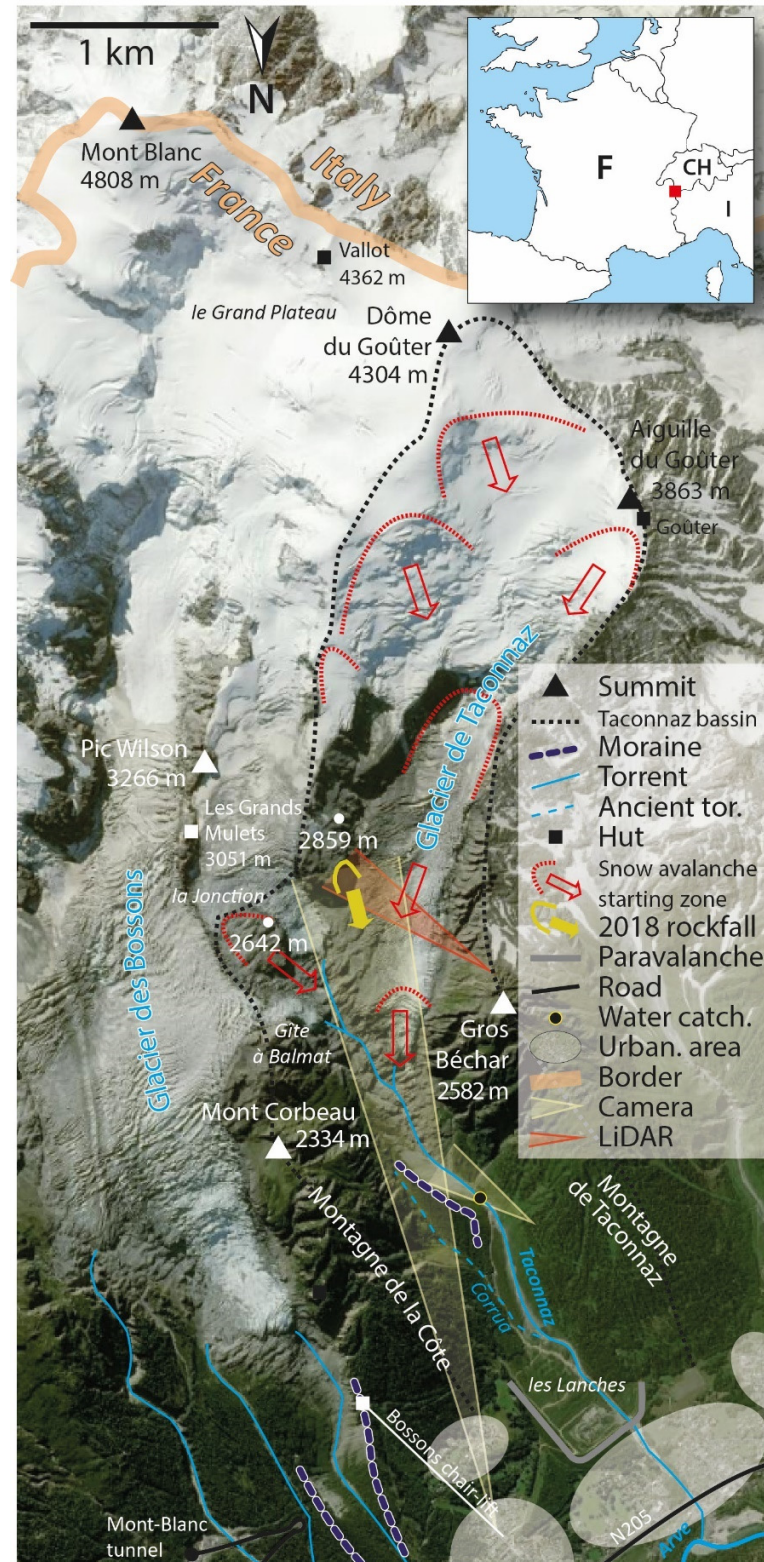 1 km
N
F
CH
I
Mont Blanc
4808 m
Italy
France
Vallot
4362 m
le Grand Plateau
Dôme
du Goûter
4304 m
Aiguille
du Goûter
3863 m
Goûter
Glacier de Taconnaz
Pic Wilson
3266 m
Les Grands
Mulets
3051 m
2859 m
la Jonction
2642 m
Glacier des Bossons
Gîte
à Balmat
Gros
Béchar
2582 m
Mont Corbeau
2334 m
Summit
Taconnaz bassin
Moraine
Torrent
Ancient tor.
Hut
Snow avalanche
starting zone
2018 rockfall
Paravalanche
Road
Water catch.
Urban. area
Border
Camera
LiDAR
Montagne
de Taconnaz
Montagne de la Côte
Taconnaz
Corrua
les Lanches
Bossons chair-lift
N205
Arve
Mont-Blanc
tunnel